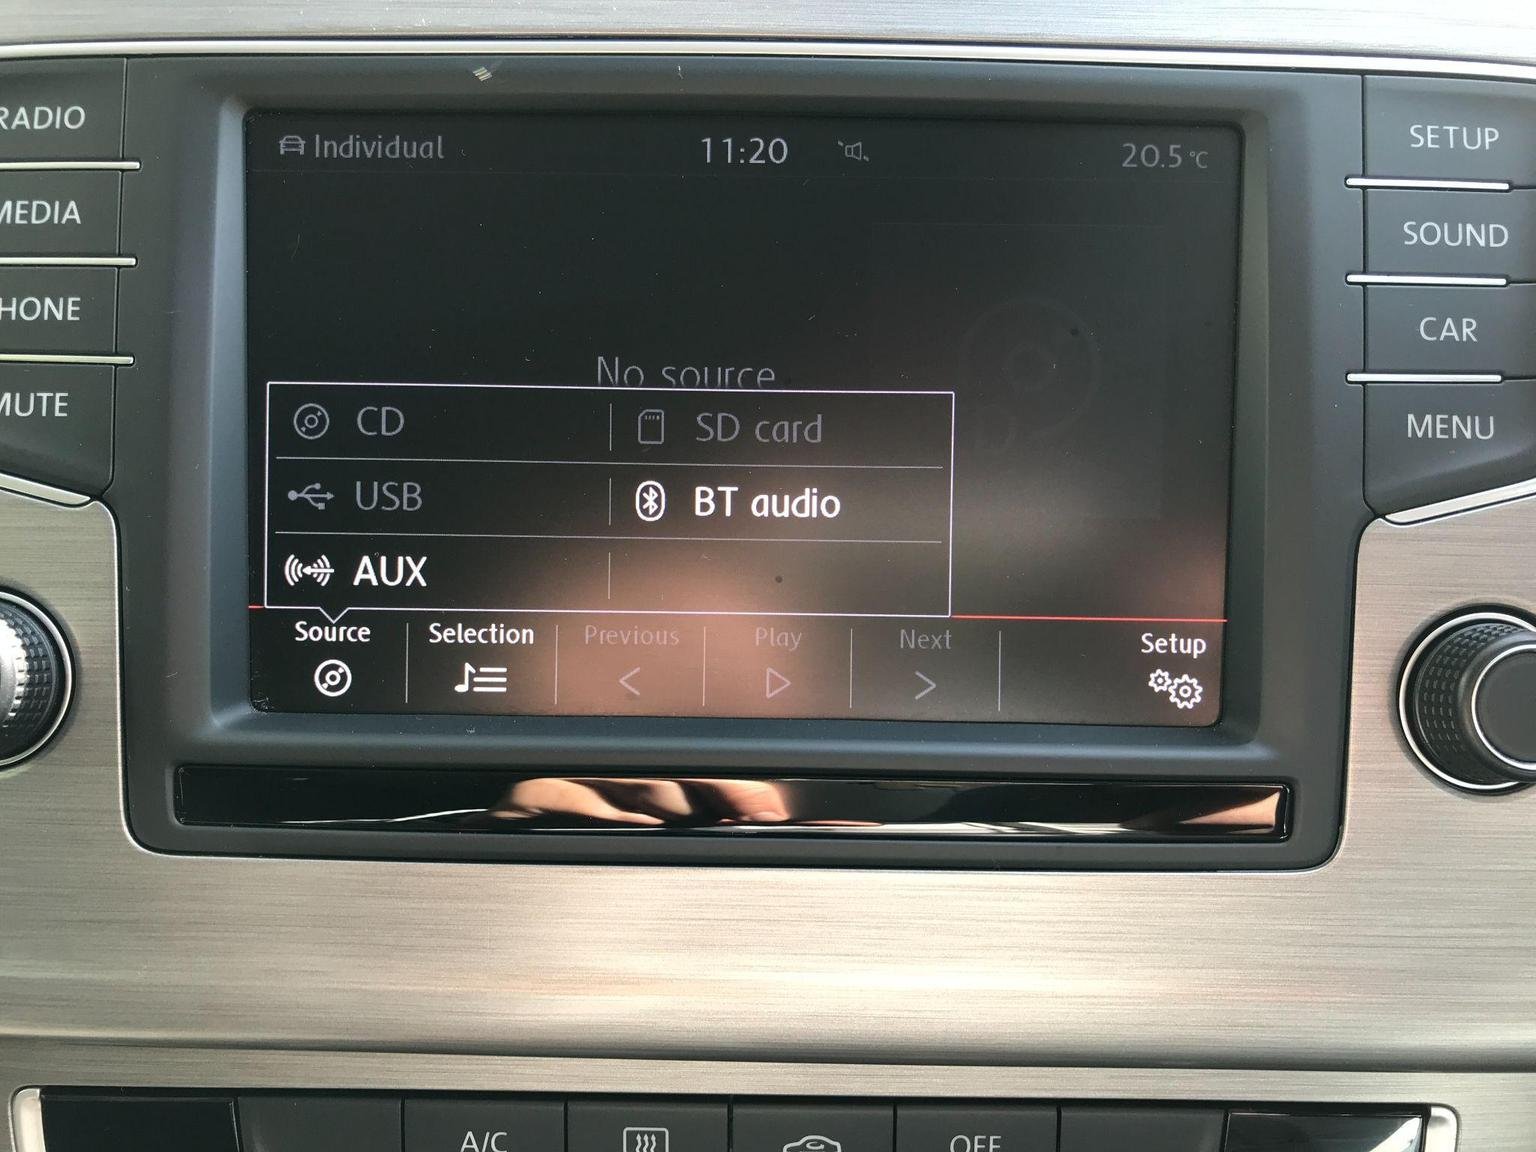 Individual 11:20 20.5 °C
No source
CD SD card
USB BT audio
AUX
Source Selection Previous Play Next Setup
RADIO
MEDIA
PHONE
MUTE
SETUP
SOUND
CAR
MENU
A/C OFF